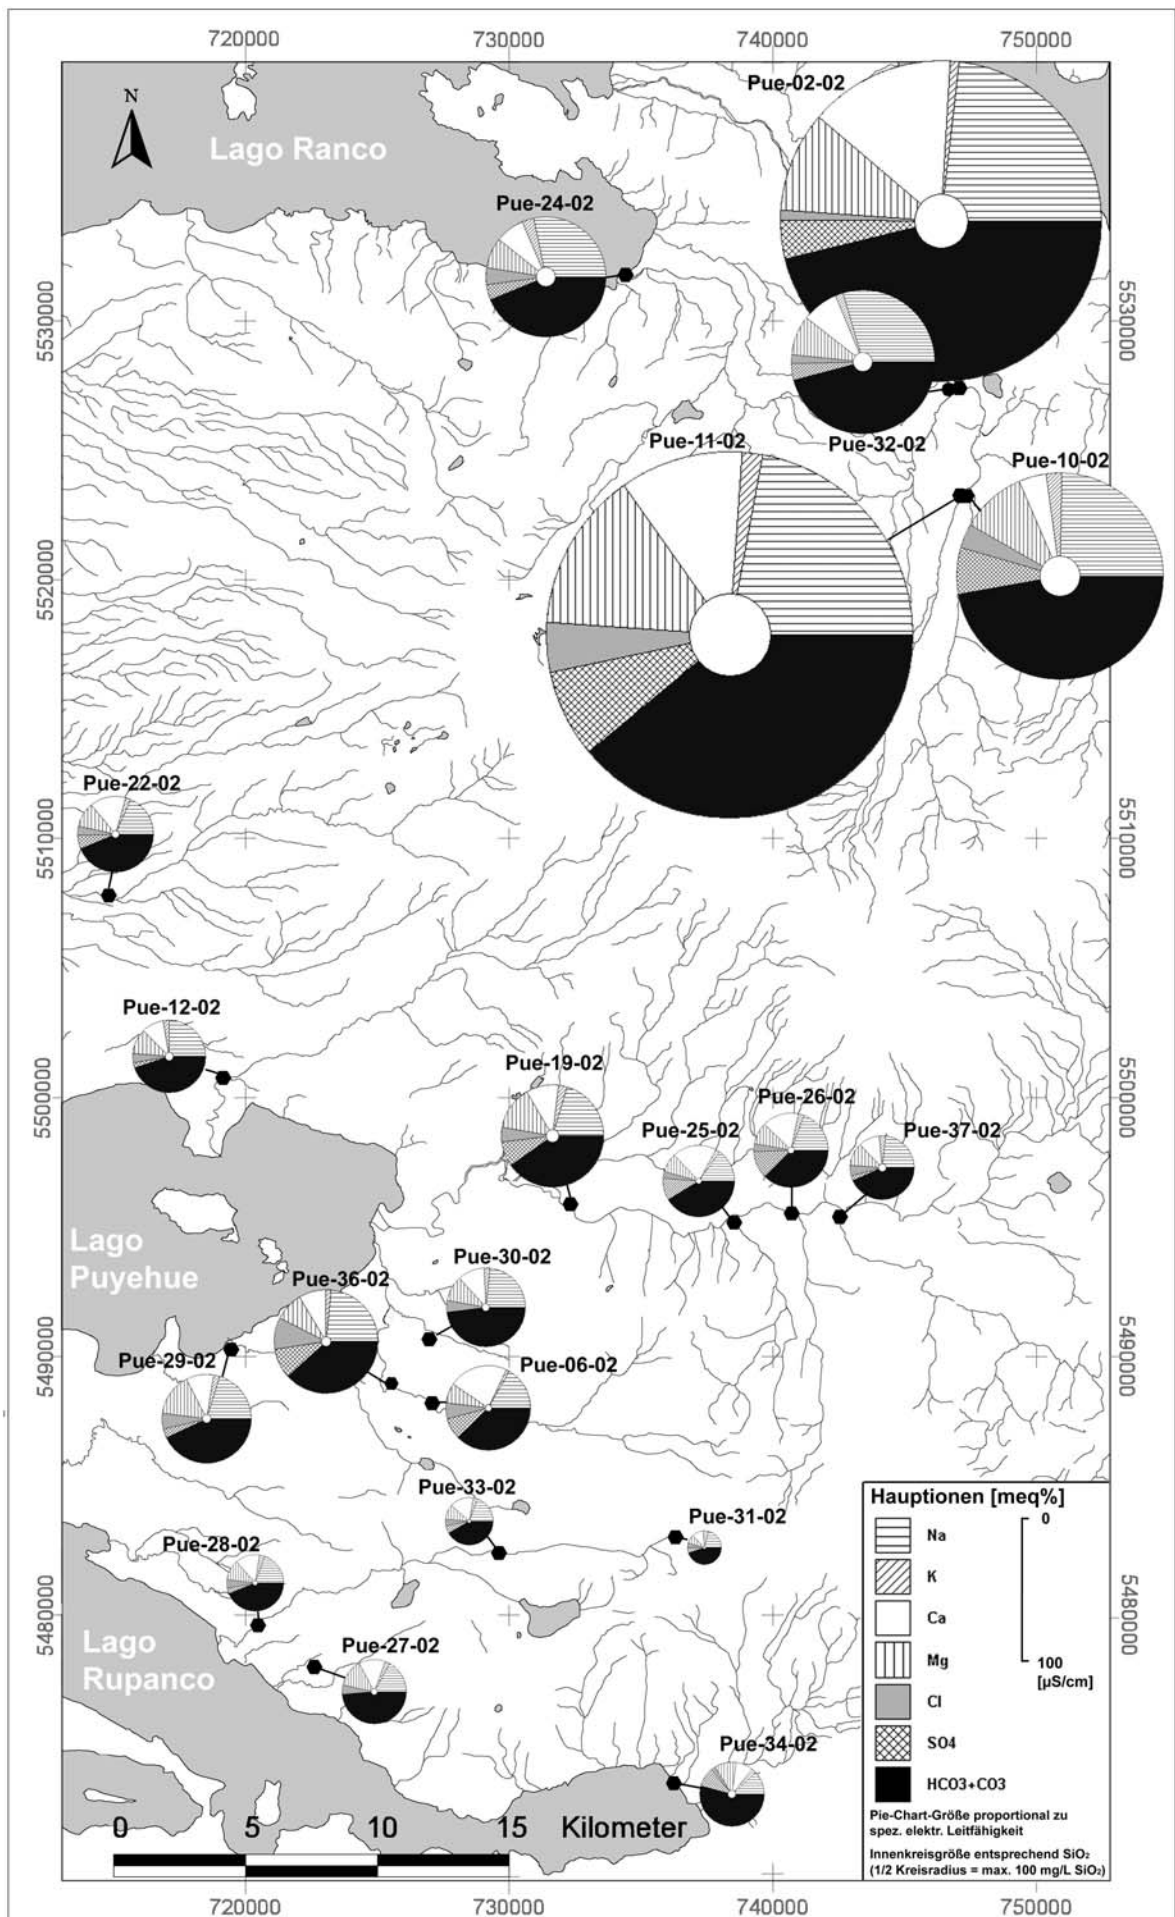 720000 730000 740000 750000
N
Lago Ranco
Pue-02-02
Pue-24-02
5530000
5530000
Pue-32-02
Pue-11-02
Pue-10-02
5520000
5520000
Pue-22-02
5510000
5510000
Pue-12-02
Pue-19-02
Pue-26-02
5500000
5500000
Pue-25-02
Pue-37-02
Lago
Puyehue
Pue-30-02
Pue-36-02
Pue-29-02
5490000
5490000
Pue-06-02
Pue-33-02
Pue-31-02
Pue-28-02
5480000
5480000
Lago
Rupanco
Pue-27-02
Pue-34-02
Hauptionen [meq%]
Na
K
Ca
Mg
Cl
SO4
HCO3+CO3
0
100
[µS/cm]
Pie-Chart-Größe proportional zu
spez. elektr. Leitfähigkeit
Innenkreisgröße entsprechend SiO₂
(1/2 Kreisradius = max. 100 mg/L SiO₂)
0 5 10 15 Kilometer
720000 730000 740000 750000